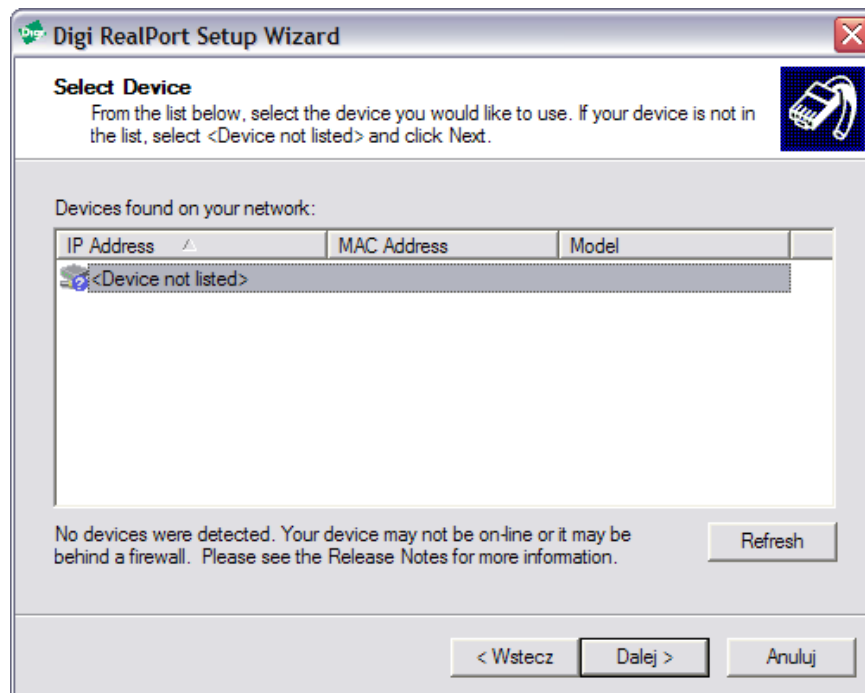 Digi Digi RealPort Setup Wizard
Select Device
From the list below, select the device you would like to use. If your device is not in
the list, select <Device not listed> and click Next.
Devices found on your network:
IP Address MAC Address Model
<Device not listed>
No devices were detected. Your device may not be on-line or it may be
behind a firewall. Please see the Release Notes for more information.
Refresh
< Wstecz Dalej > Anuluj